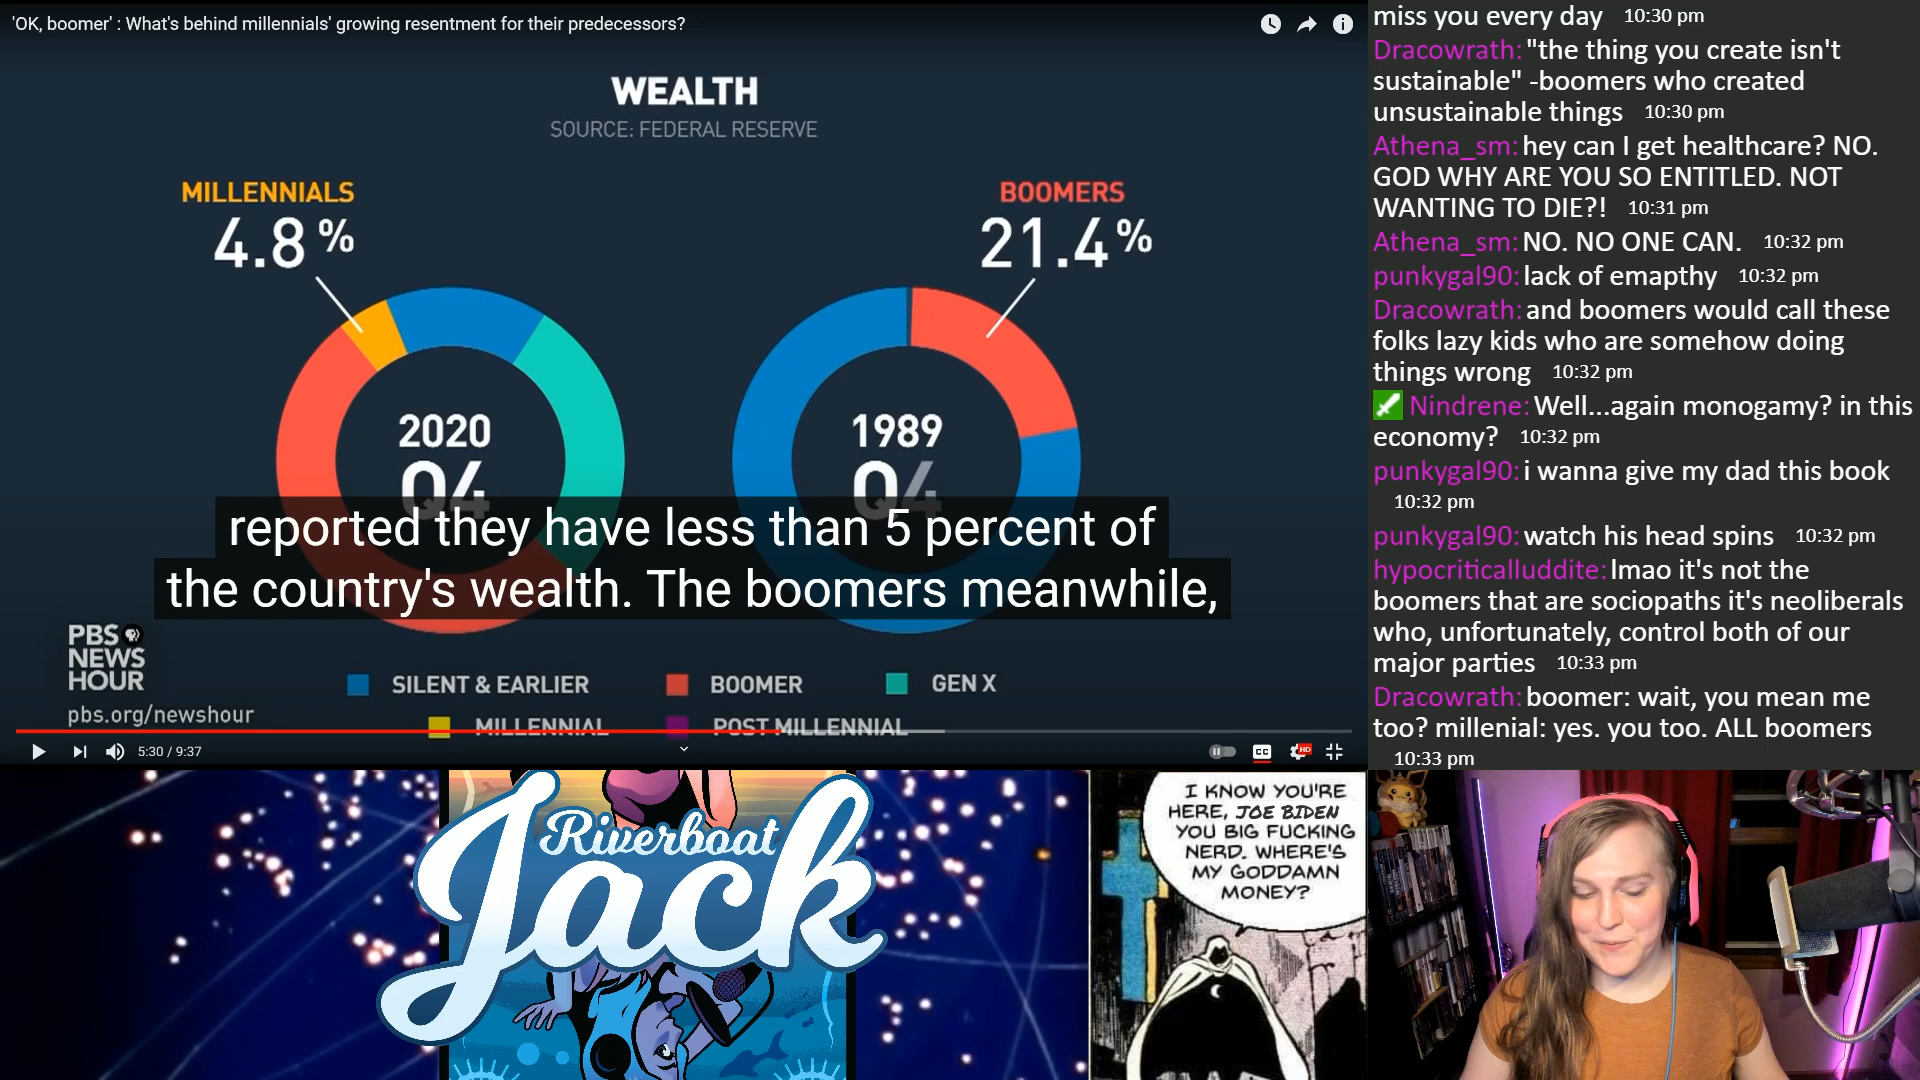 'OK, boomer' : What's behind millennials' growing resentment for their predecessors?
WEALTH
SOURCE: FEDERAL RESERVE
MILLENNIALS
4.8%
BOOMERS
21.4%
2020
Q4
1989
Q4
reported they have less than 5 percent of
the country's wealth. The boomers meanwhile,
PBS
NEWS
HOUR
pbs.org/newshour
SILENT & EARLIER
BOOMER
GEN X
MILLENNIAL
POST MILLENNIAL
5:30 / 9:37
CC
HD
miss you every day 10:30 pm
Dracowrath: "the thing you create isn't
sustainable" -boomers who created
unsustainable things 10:30 pm
Athena_sm: hey can I get healthcare? NO.
GOD WHY ARE YOU SO ENTITLED. NOT
WANTING TO DIE?! 10:31 pm
Athena_sm: NO. NO ONE CAN. 10:32 pm
punkygal90: lack of emapthy 10:32 pm
Dracowrath: and boomers would call these
folks lazy kids who are somehow doing
things wrong 10:32 pm
Nindrene: Well...again monogamy? in this
economy? 10:32 pm
punkygal90: i wanna give my dad this book
10:32 pm
punkygal90: watch his head spins 10:32 pm
hypocriticalluddite: lmao it's not the
boomers that are sociopaths it's neoliberals
who, unfortunately, control both of our
major parties 10:33 pm
Dracowrath: boomer: wait, you mean me
too? millenial: yes. you too. ALL boomers
10:33 pm
Riverboat
Jack
I KNOW YOU'RE
HERE, JOE BIDEN
YOU BIG FUCKING
NERD. WHERE'S
MY GODDAMN
MONEY?